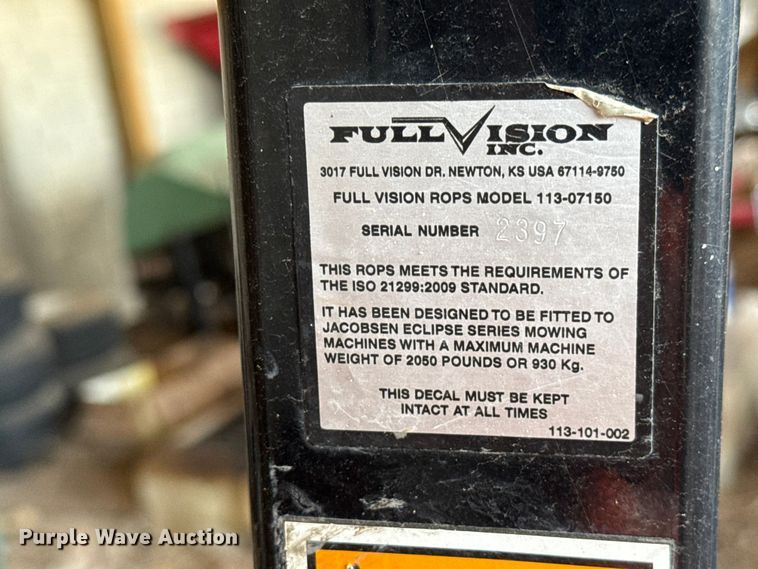 FULL VISION
INC.
3017 FULL VISION DR. NEWTON, KS USA 67114-9750
FULL VISION ROPS MODEL 113-07150
SERIAL NUMBER 2397
THIS ROPS MEETS THE REQUIREMENTS OF
THE ISO 21299:2009 STANDARD.
IT HAS BEEN DESIGNED TO BE FITTED TO
JACOBSEN ECLIPSE SERIES MOWING
MACHINES WITH A MAXIMUM MACHINE
WEIGHT OF 2050 POUNDS OR 930 Kg.
THIS DECAL MUST BE KEPT
INTACT AT ALL TIMES
113-101-002
Purple Wave Auction